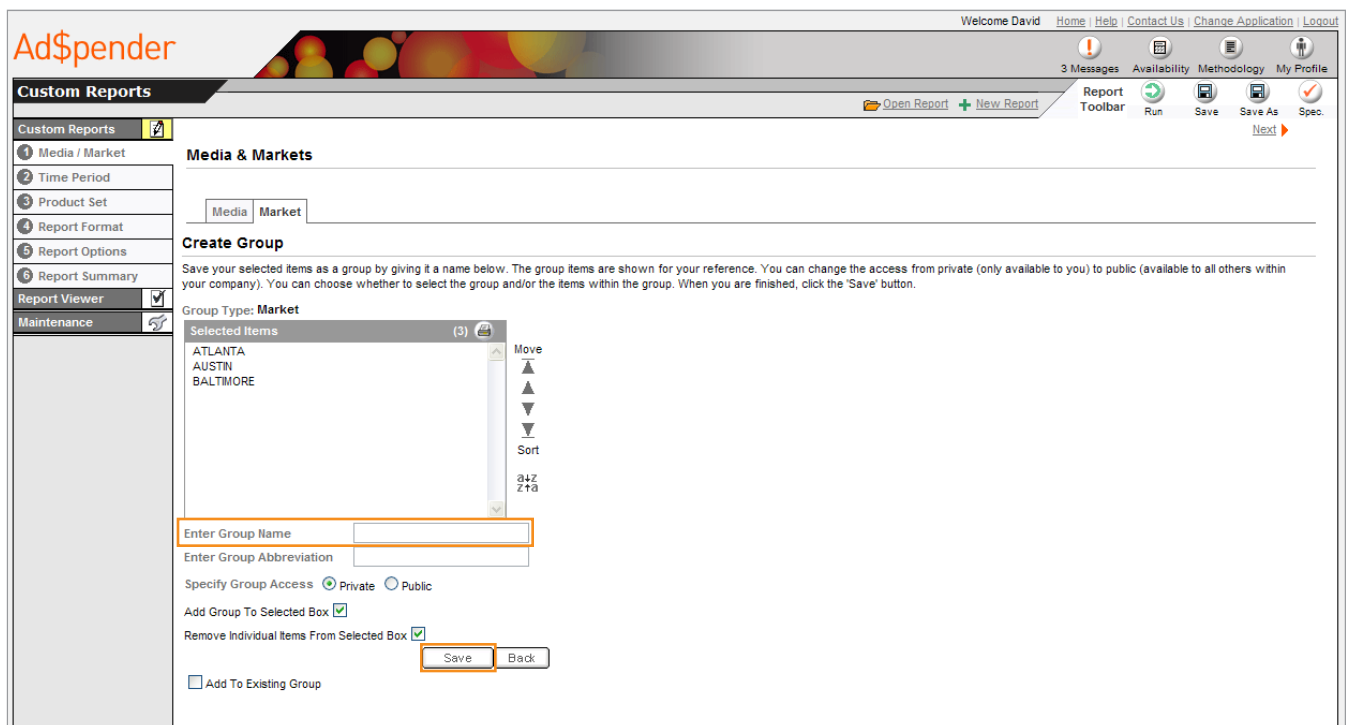 Welcome David Home | Help | Contact Us | Change Application | Logout
Ad$pender
3 Messages Availability Methodology My Profile
Custom Reports
Open Report New Report
Report Toolbar
Run Save Save As Spec.
Next
Custom Reports
1 Media / Market
2 Time Period
3 Product Set
4 Report Format
5 Report Options
6 Report Summary
Report Viewer
Maintenance
Media & Markets
Media Market
Create Group
Save your selected items as a group by giving it a name below. The group items are shown for your reference. You can change the access from private (only available to you) to public (available to all others within
your company). You can choose whether to select the group and/or the items within the group. When you are finished, click the 'Save' button.
Group Type: Market
Selected Items (3)
ATLANTA
AUSTIN
BALTIMORE
Move
Sort
a z
z a
Enter Group Name
Enter Group Abbreviation
Specify Group Access Private Public
Add Group To Selected Box
Remove Individual Items From Selected Box
Save Back
Add To Existing Group